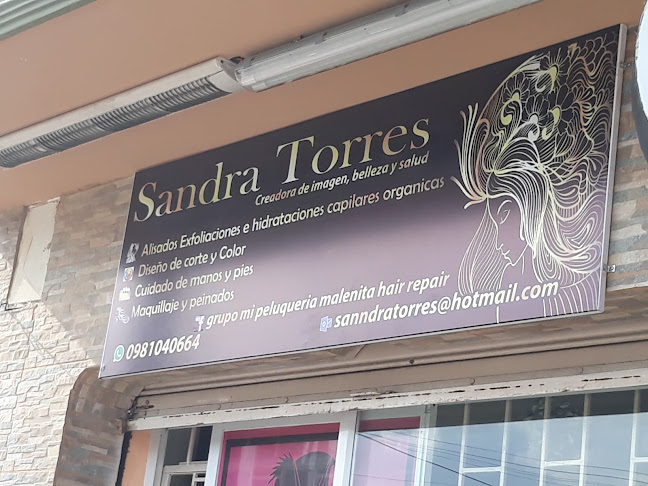 Sandra Torres
Creadora de imagen, belleza y salud
Alisados Exfoliaciones e hidrataciones capilares organicas
Diseño de corte y Color
Cuidado de manos y pies
Maquillaje y peinados
grupo mi peluqueria malenita hair repair
0981040664
sanndratorres@hotmail.com